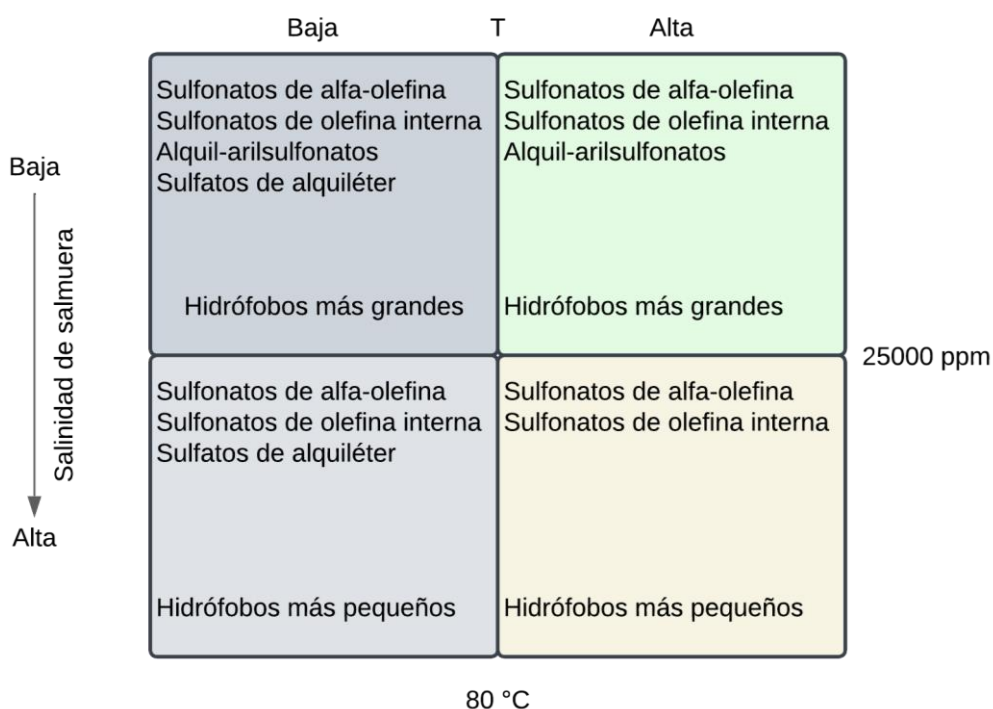 Baja T Alta
Sulfonatos de alfa-olefina
Sulfonatos de olefina interna
Alquil-arilsulfonatos
Sulfatos de alquiléter
Hidrófobos más grandes
Sulfonatos de alfa-olefina
Sulfonatos de olefina interna
Alquil-arilsulfonatos
Hidrófobos más grandes
Baja
Salinidad de salmuera
Alta
25000 ppm
Sulfonatos de alfa-olefina
Sulfonatos de olefina interna
Sulfatos de alquiléter
Hidrófobos más pequeños
Sulfonatos de alfa-olefina
Sulfonatos de olefina interna
Hidrófobos más pequeños
80 °C